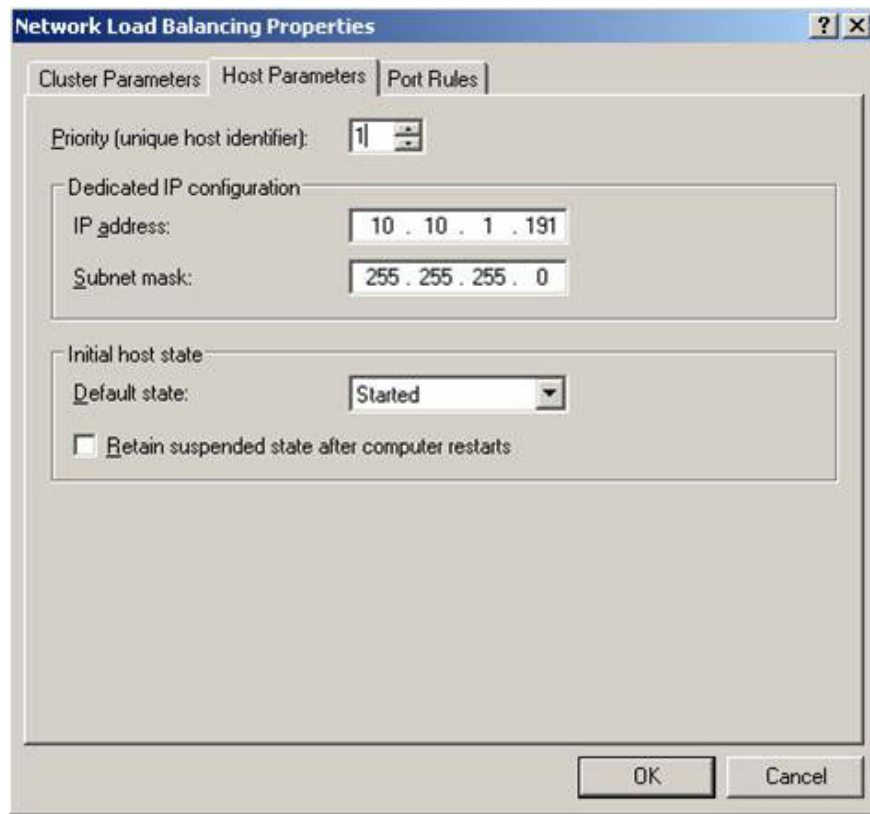 Network Load Balancing Properties
Cluster Parameters Host Parameters Port Rules
Priority (unique host identifier): 1
Dedicated IP configuration
IP address: 10 . 10 . 1 . 191
Subnet mask: 255 . 255 . 255 . 0
Initial host state
Default state: Started
Retain suspended state after computer restarts
OK Cancel